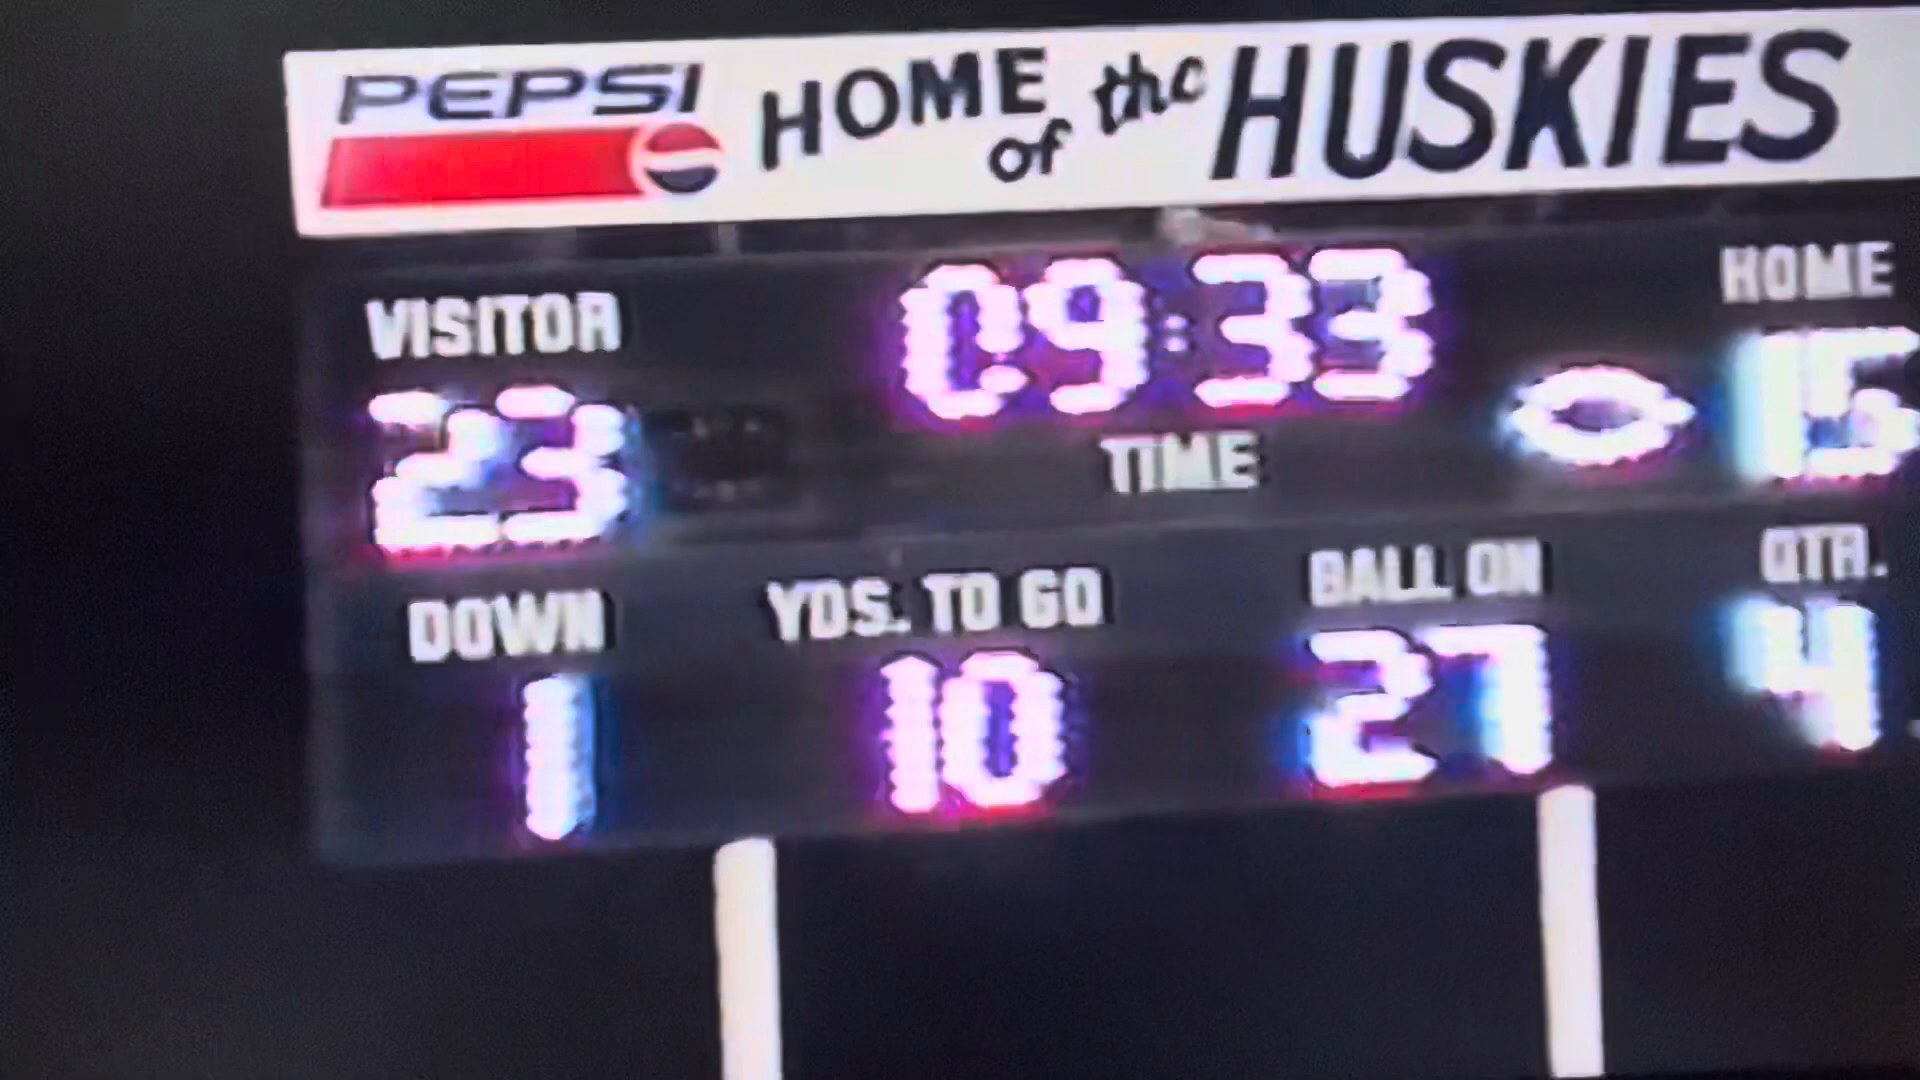 PEPSI HOME of the HUSKIES
VISITOR 09:33 HOME
23 TIME 15
DOWN YDS. TO GO BALL ON QTR.
1 10 27 4